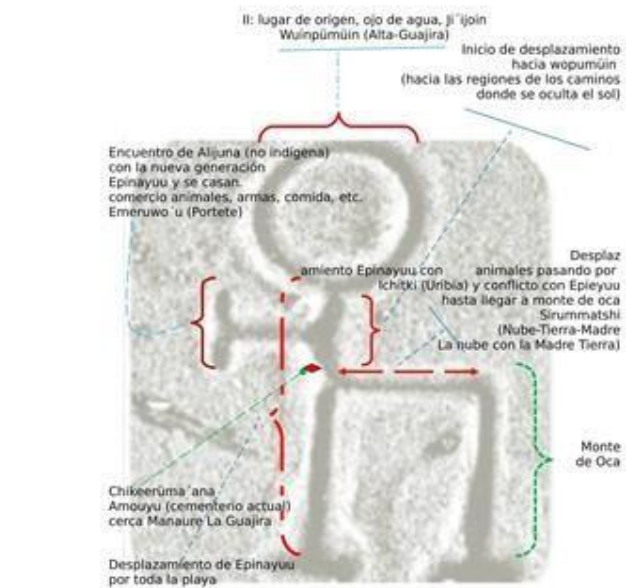 II: lugar de origen, ojo de agua, Ji´ijoin
Wuinpümüin (Alta-Guajira)
Inicio de desplazamiento
hacia wopumüin
(hacia las regiones de los caminos
donde se oculta el sol)
Encuentro de Alijuna (no indígena)
con la nueva generación
Epinayuu y se casan.
comercio animales, armas, comida, etc.
Emeruwo´u (Portete)
Desplaz
amiento Epinayuu con animales pasando por
Ichitki (Uribia) y conflicto con Epieyuu
hasta llegar a monte de oca
Sirummatshi
(Nube-Tierra-Madre
La nube con la Madre Tierra)
Monte
de Oca
Chikeerüma´ana
Amouyu (cementerio actual)
cerca Manaure La Guajira
Desplazamiento de Epinayuu
por toda la playa